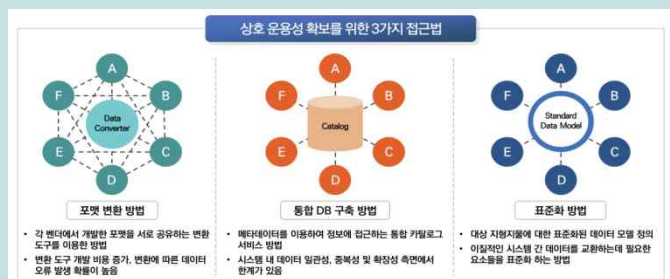 상호 운용성 확보를 위한 3가지 접근법
A
B
C
D
E
F
Data
Converter
A
B
C
D
E
F
Catalog
A
B
C
D
E
F
Standard
Data Model
포맷 변환 방법
• 각 벤더에서 개발한 포맷을 서로 공유하는 변환
도구를 이용한 방법
• 변환 도구 개발 비용 증가, 변환에 따른 데이터
오류 발생 확률이 높음
통합 DB 구축 방법
• 메타데이터를 이용하여 정보에 접근하는 통합 카탈로그
서비스 방법
• 시스템 내 데이터 일관성, 중복성 및 확장성 측면에서
한계가 있음
표준화 방법
• 대상 지형지물에 대한 표준화된 데이터 모델 정의
• 이질적인 시스템 간 데이터를 교환하는데 필요한
요소들을 표준화 하는 방법